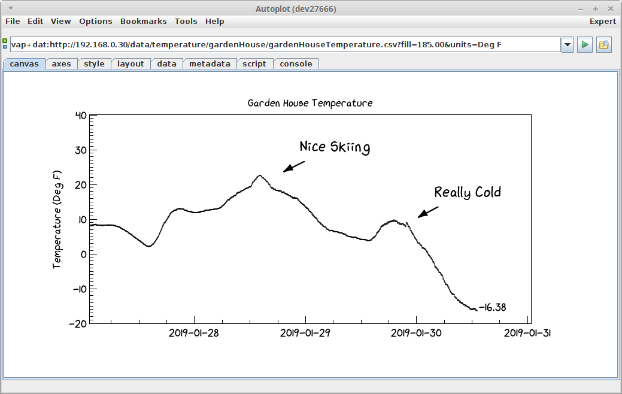 Autoplot (dev27666)
File Edit View Options Bookmarks Tools Help Expert
vap+dat:http://192.168.0.30/data/temperature/gardenHouse/gardenHouseTemperature.csv?fill=185.00&units=Deg F
canvas axes style layout data metadata script console
Garden House Temperature
40
Nice Skiing
30
20
Really Cold
10
0
-10
-16.38
-20
Temperature (Deg F)
2019-01-28 2019-01-29 2019-01-30 2019-01-31